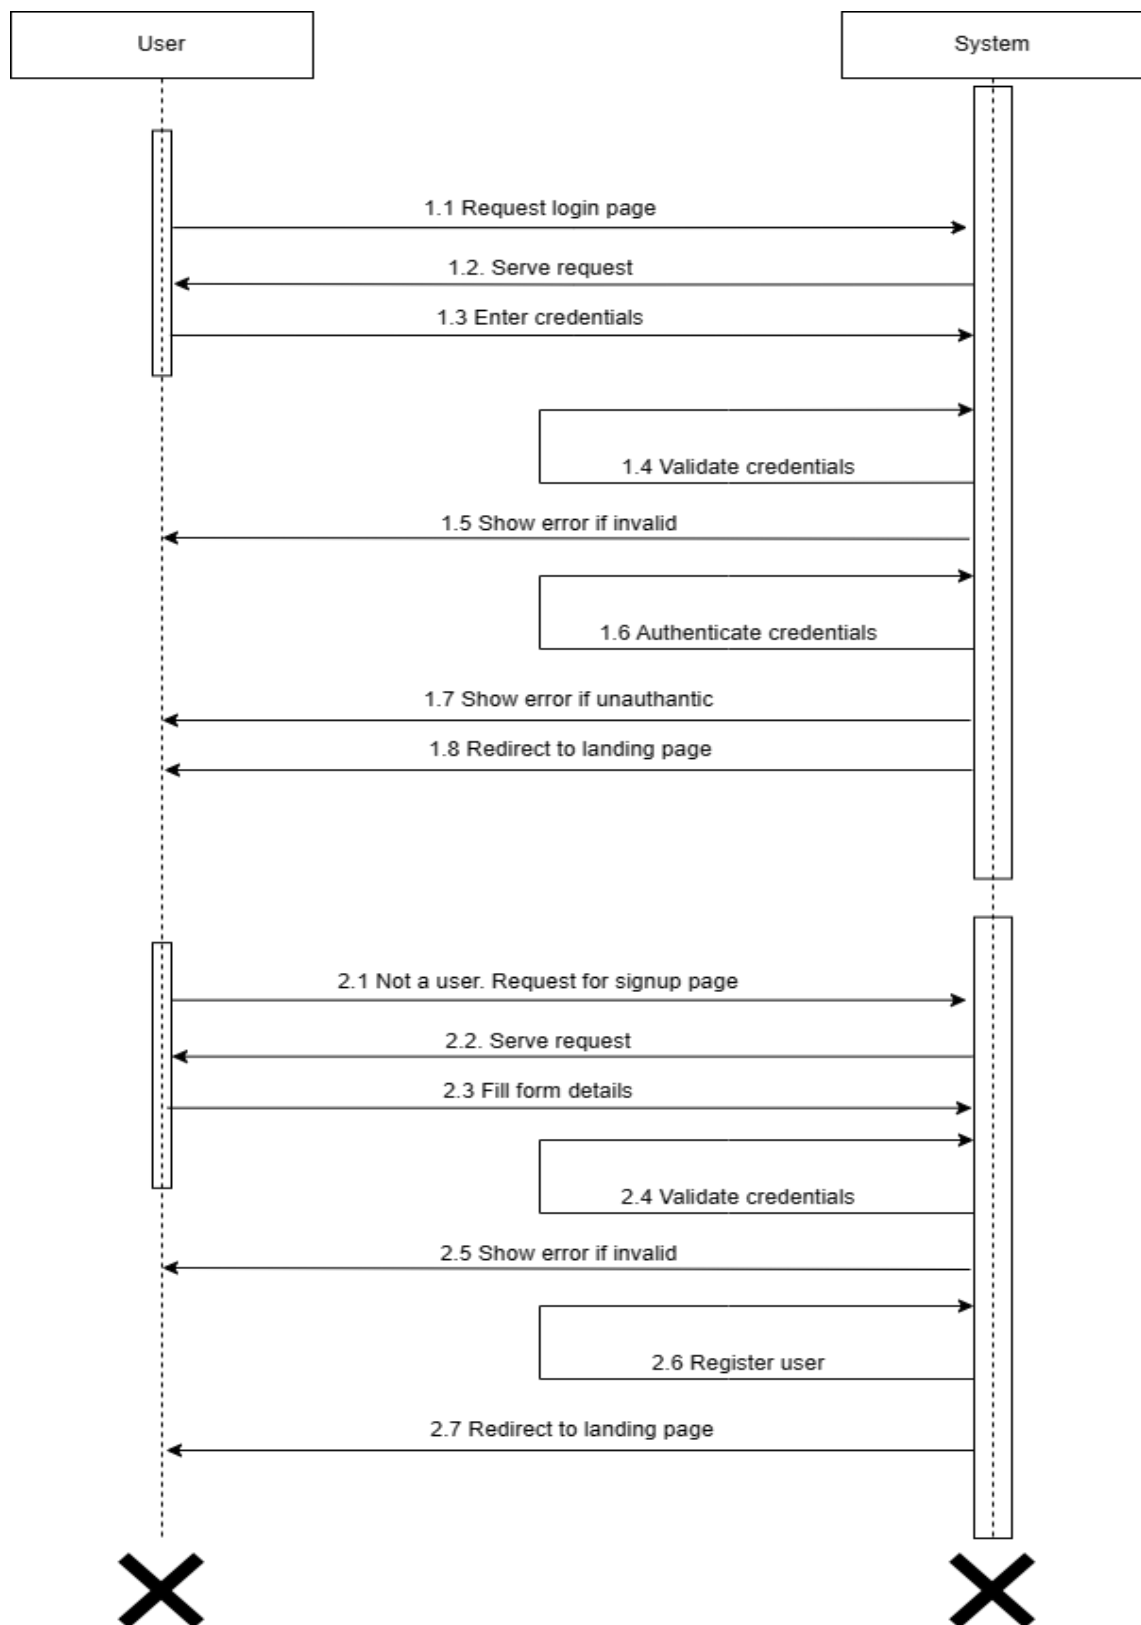 User
System
1.1 Request login page
1.2. Serve request
1.3 Enter credentials
1.4 Validate credentials
1.5 Show error if invalid
1.6 Authenticate credentials
1.7 Show error if unauthantic
1.8 Redirect to landing page
2.1 Not a user. Request for signup page
2.2. Serve request
2.3 Fill form details
2.4 Validate credentials
2.5 Show error if invalid
2.6 Register user
2.7 Redirect to landing page